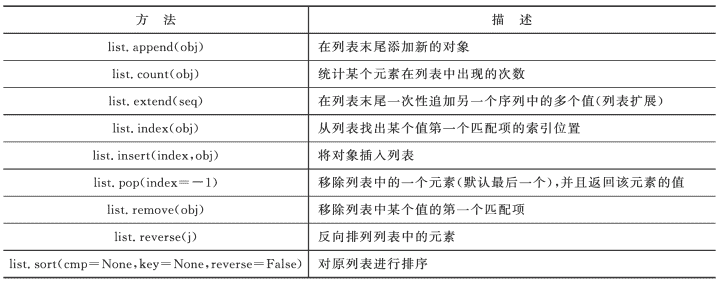 方 法 描 述
list.append(obj) 在列表末尾添加新的对象
list.count(obj) 统计某个元素在列表中出现的次数
list.extend(seq) 在列表末尾一次性追加另一个序列中的多个值(列表扩展)
list.index(obj) 从列表找出某个值第一个匹配项的索引位置
list.insert(index,obj) 将对象插入列表
list.pop(index=-1) 移除列表中的一个元素(默认最后一个),并且返回该元素的值
list.remove(obj) 移除列表中某个值的第一个匹配项
list.reverse(j) 反向排列列表中的元素
list.sort(cmp=None,key=None,reverse=False) 对原列表进行排序